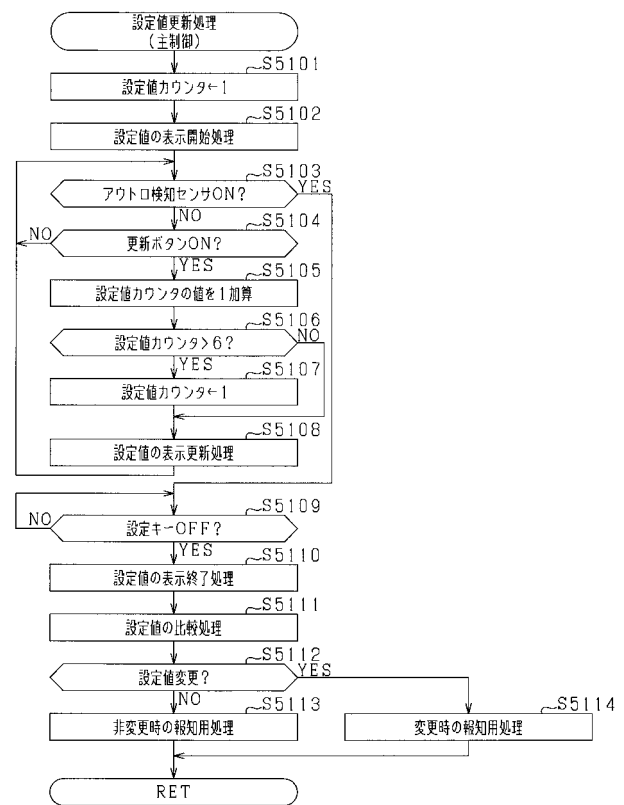 設定値更新処理
(主制御)
S5101
設定値カウンタ←1
S5102
設定値の表示開始処理
S5103
アウトロ検知センサON?
YES
NO
S5104
更新ボタンON?
NO
YES
S5105
設定値カウンタの値を1加算
S5106
設定値カウンタ>6?
NO
YES
S5107
設定値カウンタ←1
S5108
設定値の表示更新処理
S5109
設定キーOFF?
NO
YES
S5110
設定値の表示終了処理
S5111
設定値の比較処理
S5112
設定値変更?
YES
NO
S5113
非変更時の報知用処理
S5114
変更時の報知用処理
RET